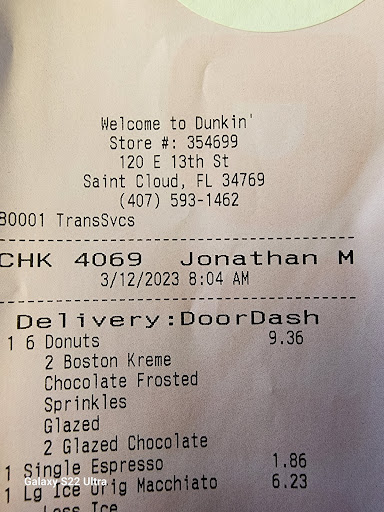 Welcome to Dunkin'
Store #: 354699
120 E 13th St
Saint Cloud, FL 34769
(407) 593-1462
80001 TransSvcs
CHK 4069 Jonathan M
3/12/2023 8:04 AM
Delivery:DoorDash
1 6 Donuts 9.36
2 Boston Kreme
Chocolate Frosted
Sprinkles
Glazed
2 Glazed Chocolate
1 Single Espresso 1.86
1 Lg Ice Orig Macchiato 6.23
Galaxy S22 Ultra
Less Ice